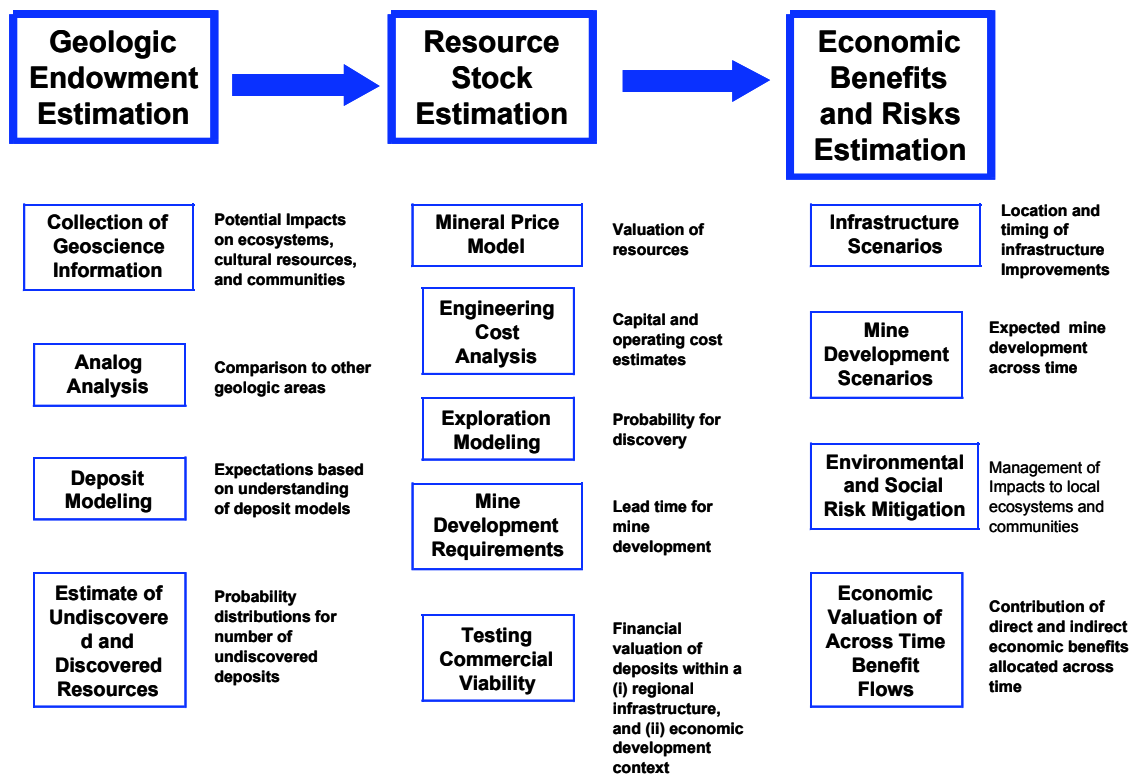 Geologic
Endowment
Estimation
Resource
Stock
Estimation
Economic
Benefits
and Risks
Estimation
Collection of
Geoscience
Information
Potential Impacts
on ecosystems,
cultural resources,
and communities
Analog
Analysis
Comparison to other
geologic areas
Deposit
Modeling
Expectations based
on understanding
of deposit models
Estimate of
Undiscovere
d and
Discovered
Resources
Probability
distributions for
number of
undiscovered
deposits
Mineral Price
Model
Valuation of
resources
Engineering
Cost
Analysis
Capital and
operating cost
estimates
Exploration
Modeling
Probability for
discovery
Mine
Development
Requirements
Lead time for
mine
development
Testing
Commercial
Viability
Financial
valuation of
deposits within a
(i) regional
infrastructure,
and (ii) economic
development
context
Infrastructure
Scenarios
Location and
timing of
infrastructure
Improvements
Mine
Development
Scenarios
Expected mine
development
across time
Environmental
and Social
Risk Mitigation
Management of
Impacts to local
ecosystems and
communities
Economic
Valuation of
Across Time
Benefit
Flows
Contribution of
direct and indirect
economic benefits
allocated across
time